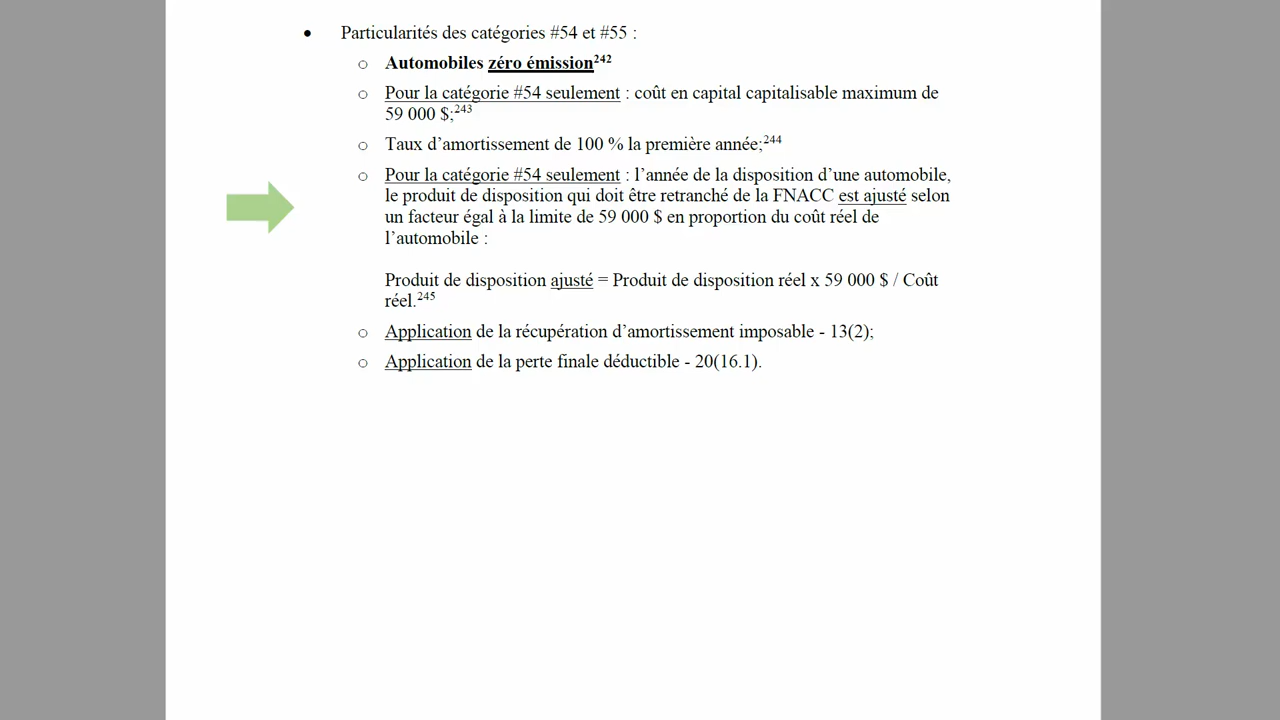 • Particularités des catégories #54 et #55 :
o Automobiles zéro émission242
o Pour la catégorie #54 seulement : coût en capital capitalisable maximum de
59 000 $;243
o Taux d’amortissement de 100 % la première année;244
o Pour la catégorie #54 seulement : l’année de la disposition d’une automobile,
le produit de disposition qui doit être retranché de la FNACC est ajusté selon
un facteur égal à la limite de 59 000 $ en proportion du coût réel de
l’automobile :
Produit de disposition ajusté = Produit de disposition réel x 59 000 $ / Coût
réel.245
o Application de la récupération d’amortissement imposable - 13(2);
o Application de la perte finale déductible - 20(16.1).